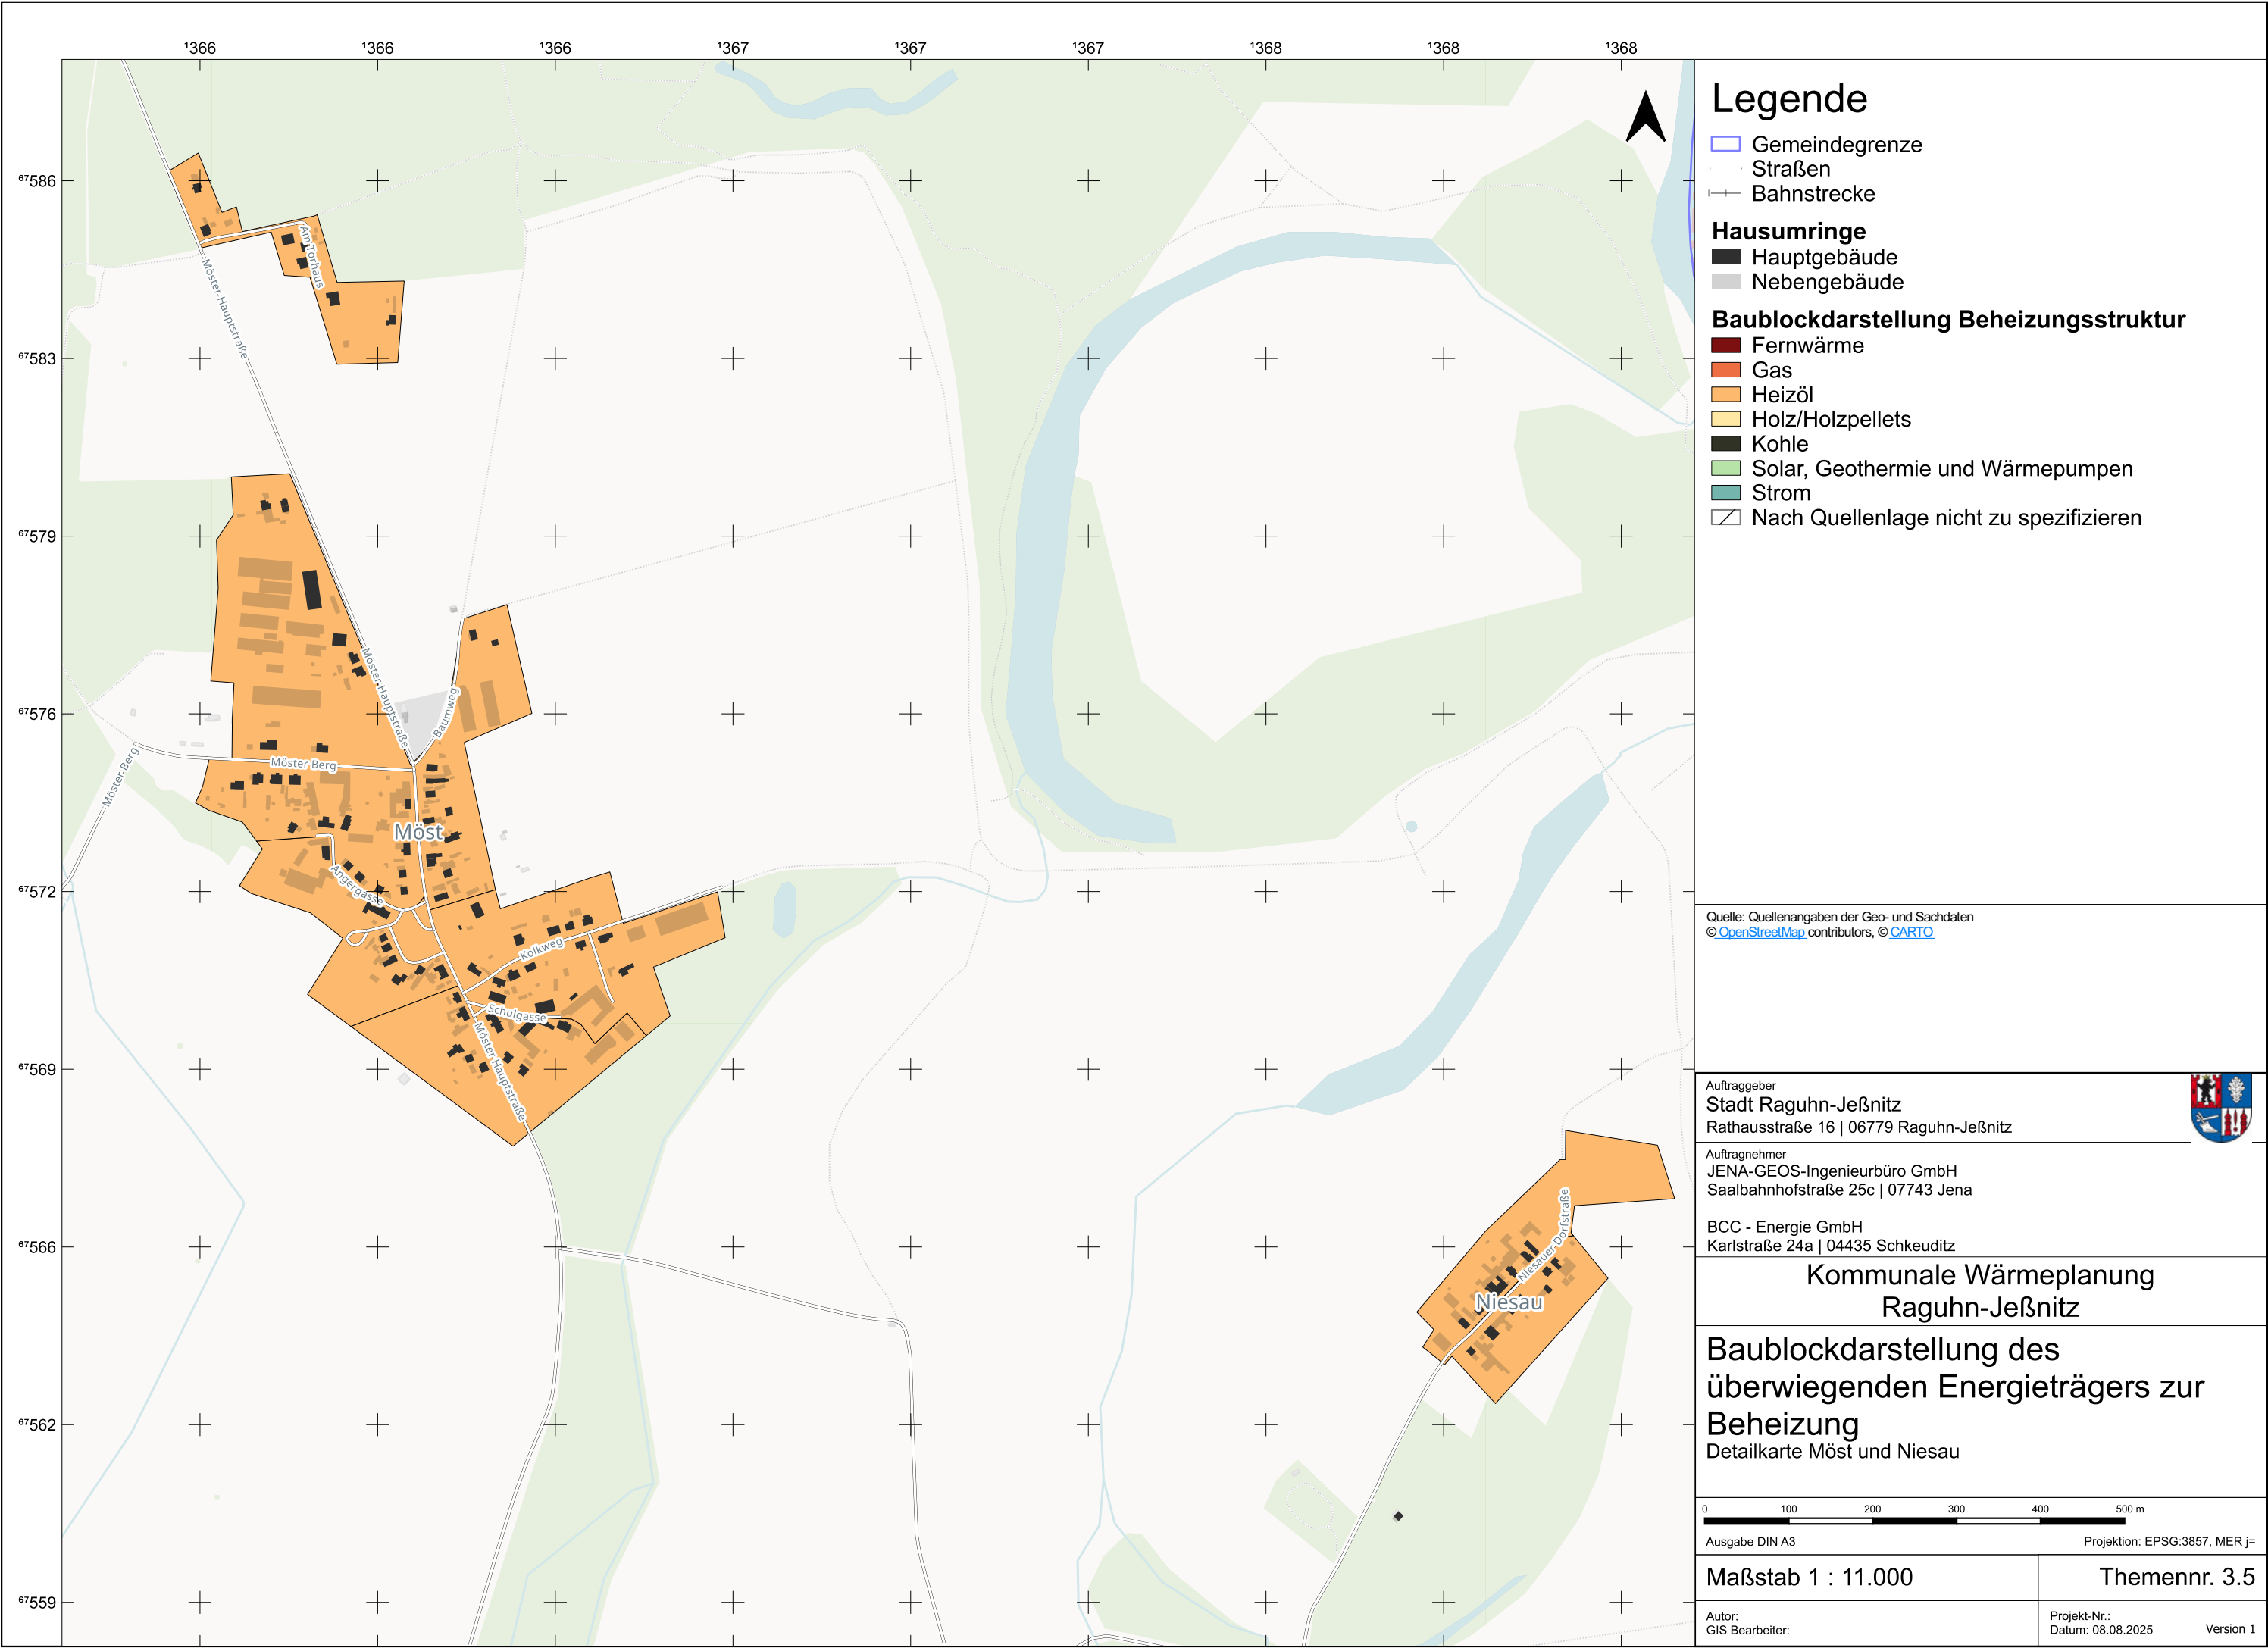 ¹366 ¹366 ¹366 ¹367 ¹367 ¹367 ¹368 ¹368 ¹368
⁶⁷586
⁶⁷583
⁶⁷579
⁶⁷576
⁶⁷572
⁶⁷569
⁶⁷566
⁶⁷562
⁶⁷559
Am Torhaus
Möster Hauptstraße
Möster Hauptstraße
Baumweg
Möster Berg
Möster Berg
Möst
Angergasse
Kolkweg
Schulgasse
Möster Hauptstraße
Niesauer Dorfstraße
Niesau
Legende
Gemeindegrenze
Straßen
Bahnstrecke
Hausumringe
Hauptgebäude
Nebengebäude
Baublockdarstellung Beheizungsstruktur
Fernwärme
Gas
Heizöl
Holz/Holzpellets
Kohle
Solar, Geothermie und Wärmepumpen
Strom
Nach Quellenlage nicht zu spezifizieren
Quelle: Quellenangaben der Geo- und Sachdaten
© OpenStreetMap contributors, © CARTO
Auftraggeber
Stadt Raguhn-Jeßnitz
Rathausstraße 16 | 06779 Raguhn-Jeßnitz
Auftragnehmer
JENA-GEOS-Ingenieurbüro GmbH
Saalbahnhofstraße 25c | 07743 Jena
BCC - Energie GmbH
Karlstraße 24a | 04435 Schkeuditz
Kommunale Wärmeplanung
Raguhn-Jeßnitz
Baublockdarstellung des
überwiegenden Energieträgers zur
Beheizung
Detailkarte Möst und Niesau
0 100 200 300 400 500 m
Ausgabe DIN A3 Projektion: EPSG:3857, MER j=
Maßstab 1 : 11.000 Themennr. 3.5
Autor: Projekt-Nr.:
GIS Bearbeiter: Datum: 08.08.2025 Version 1